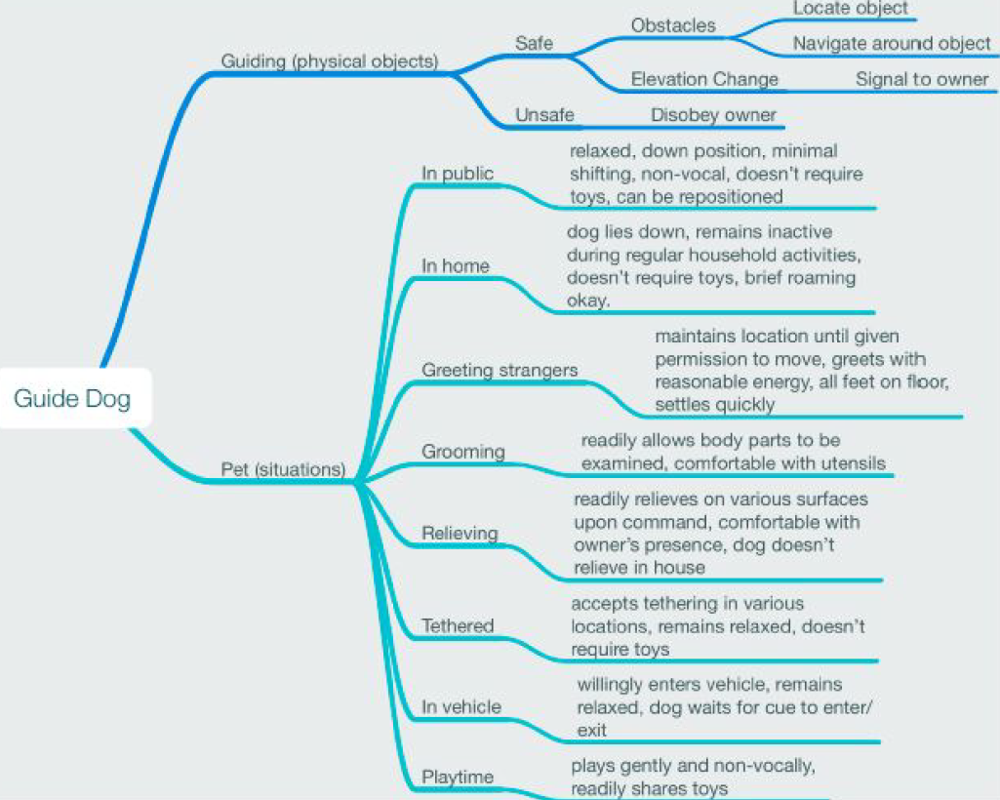 Locate object
Obstacles
Safe
Navigate around object
Guiding (physical objects)
Elevation Change
Signal to owner
Unsafe
Disobey owner
relaxed, down position, minimal
In public
shifting, non-vocal, doesn't require
toys, can be repositioned
dog lies down, remains inactive
In home
during regular household activities,
doesn't require toys, brief roaming
okay.
maintains location until given
permission to move, greets with
Greeting strangers
reasonable energy, all feet on floor,
settles quickly
Guide Dog
readily allows body parts to be
Grooming
examined, comfortable with utensils
Pet (situations)
readily relieves on various surfaces
upon command, comfortable with
Relieving
owner's presence, dog doesn't
relieve in house
accepts tethering in various
Tethered
locations, remains relaxed, doesn't
require toys
willingly enters vehicle, remains
In vehicle
relaxed, dog waits for cue to enter/
exit
plays gently and non-vocally,
Playtime
readily shares toys